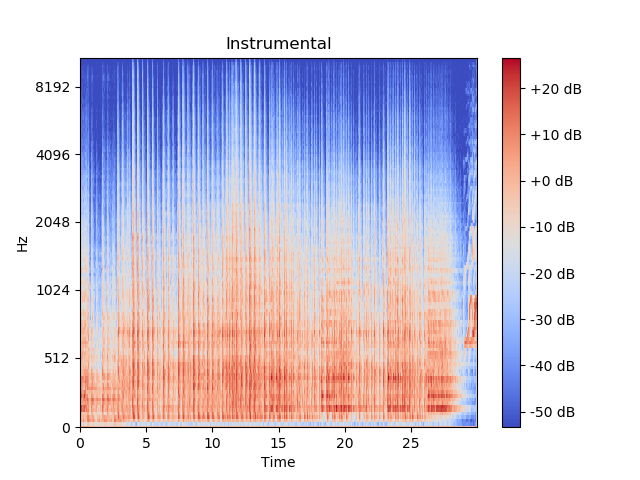 Instrumental
8192
4096
2048
1024
512
0
Hz
0 5 10 15 20 25
Time
+20 dB
+10 dB
+0 dB
-10 dB
-20 dB
-30 dB
-40 dB
-50 dB